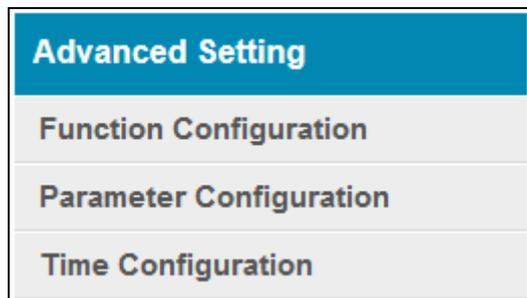 Advanced Setting
Function Configuration
Parameter Configuration
Time Configuration